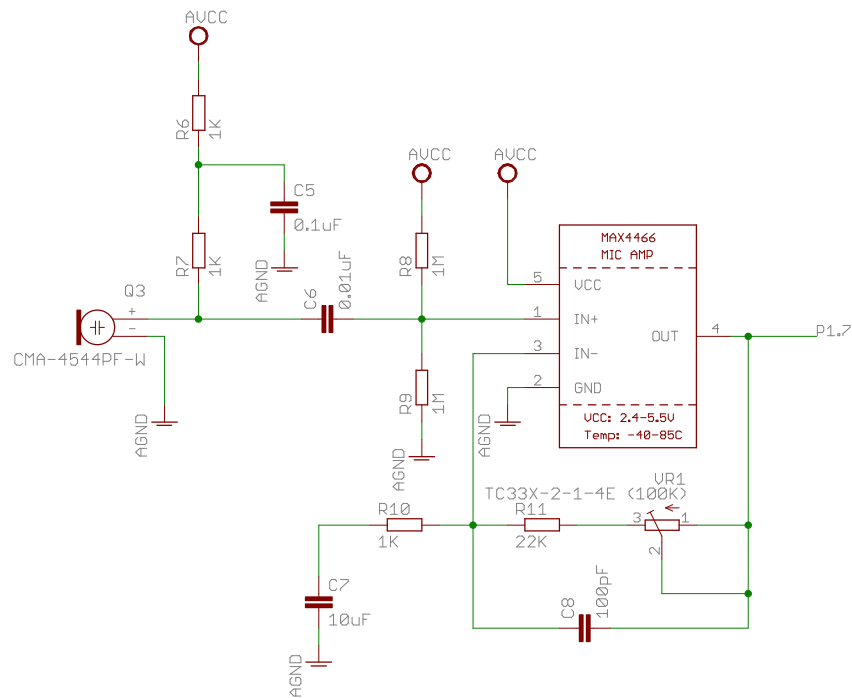 AVCC
R6
1K
C5
0.1uF
AGND
R7
1K
Q3
+
-
CMA-4544PF-W
AGND
C6
0.01uF
AVCC
R8
1M
R9
1M
AGND
AVCC
MAX4466
MIC AMP
5
VCC
1
IN+
3
IN-
2
GND
OUT
4
P1.7
VCC: 2.4-5.5V
Temp: -40-85C
AGND
VR1
TC33X-2-1-4E (100K)
R10
1K
R11
22K
3
1
2
C7
10uF
AGND
C8
100pF